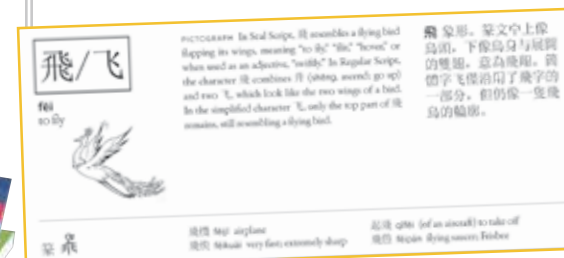 飛/飞
fēi
to fly
PICTOGRAPH In Seal Script, 飛 resembles a flying bird
flapping its wings, meaning "to fly," "flit," "hover," or
when used as an adjective, "swiftly." In Regular Script,
the character 飛 combines 升 (shēng, ascend; go up)
and two 飞, which look like the two wings of a bird.
In the simplified character 飞, only the top part of 飛
remains, still resembling a flying bird.
飛 象形。篆文中上像
鳥頭，下像鳥身与展開
的雙翅，意為飛翔。簡
體字飞僅沿用了飛字的
一部分，但仍像一隻飛
鳥的輪廓。
篆
飛機 fēijī airplane
飛快 fēikuài very fast; extremely sharp
起飛 qǐfēi (of an aircraft) to take off
飛碟 fēidié flying saucer; Frisbee